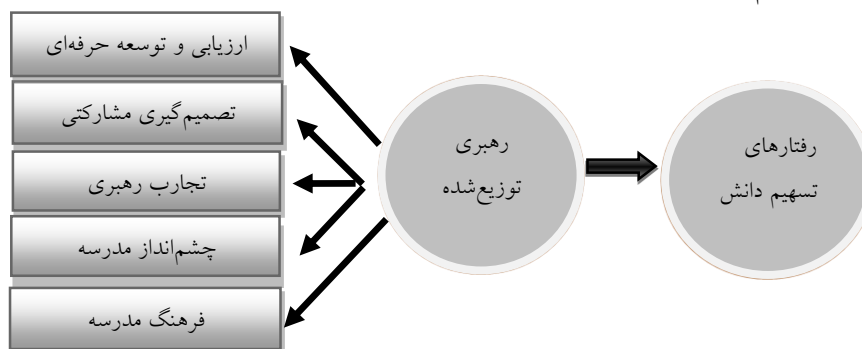 ارزیابی و توسعه حرفه‌ای
تصمیم‌گیری مشارکتی
تجارب رهبری
چشم‌انداز مدرسه
فرهنگ مدرسه
رهبری
توزیع‌شده
رفتارهای
تسهیم دانش